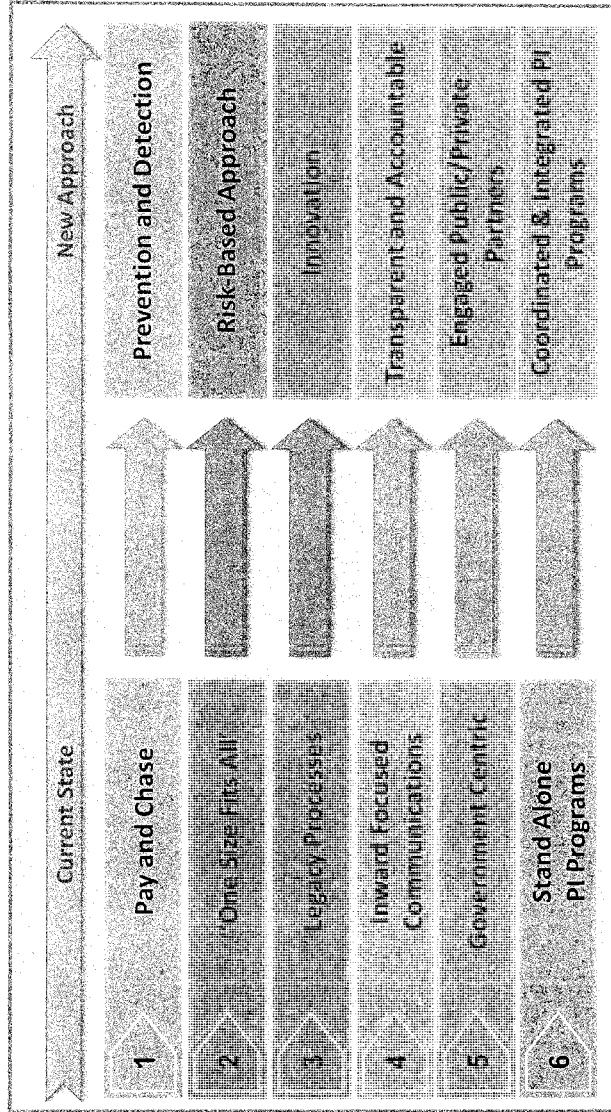 Current State
New Approach
1
Pay and Chase
Prevention and Detection
2
"One Size Fits All'
Risk-Based Approach
3
"Legacy Processes
Innovation
4
Inward Focused
Communications
Transparent and Accountable
5
Government Centric
Engaged Public/Private
Partners
6
Stand Alone
PI Programs
Coordinated & Integrated PI
Programs